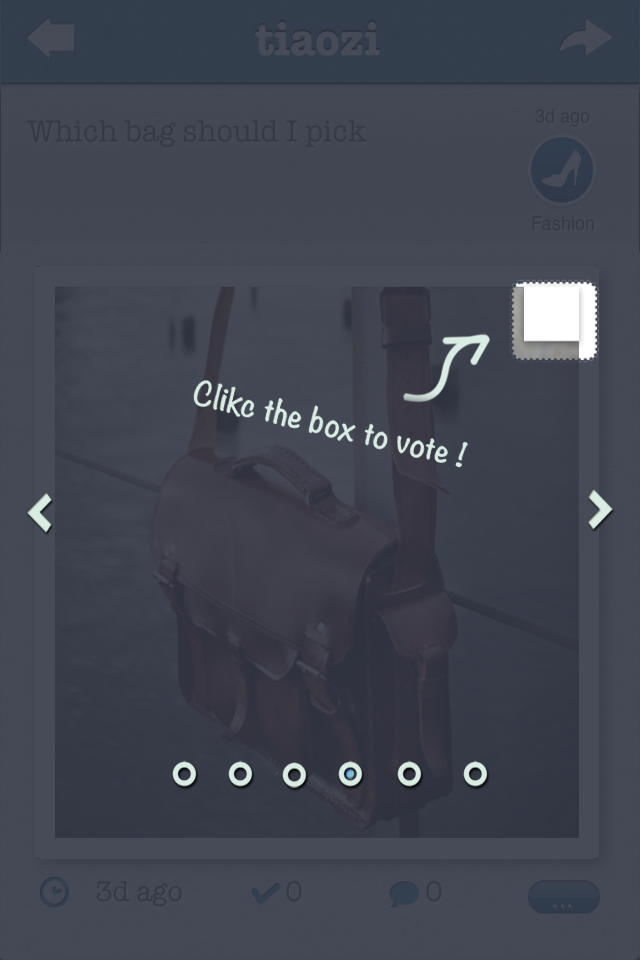 tiaozi
Which bag should I pick
3d ago
Fashion
Clikc the box to vote !
3d ago
0
0
...